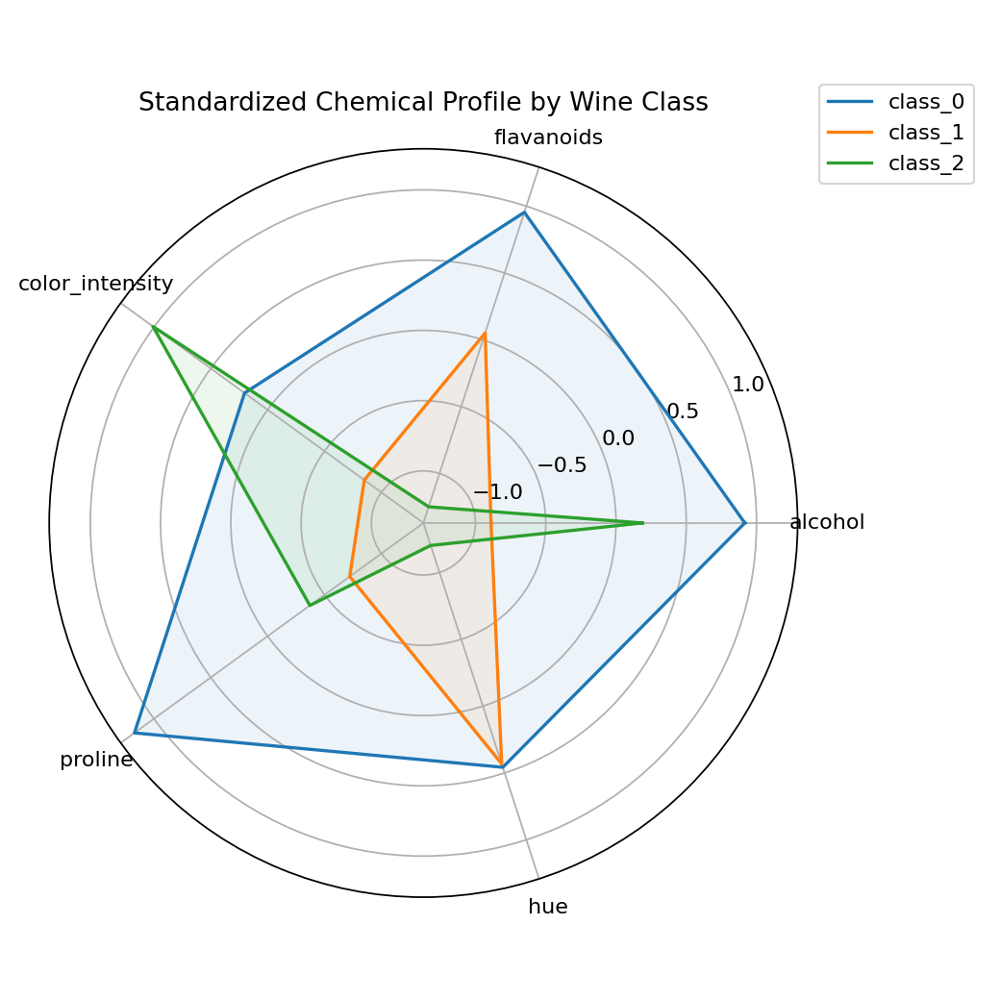 Standardized Chemical Profile by Wine Class
class_0
class_1
class_2
flavanoids
color_intensity
1.0
0.5
0.0
−0.5
−1.0
alcohol
proline
hue